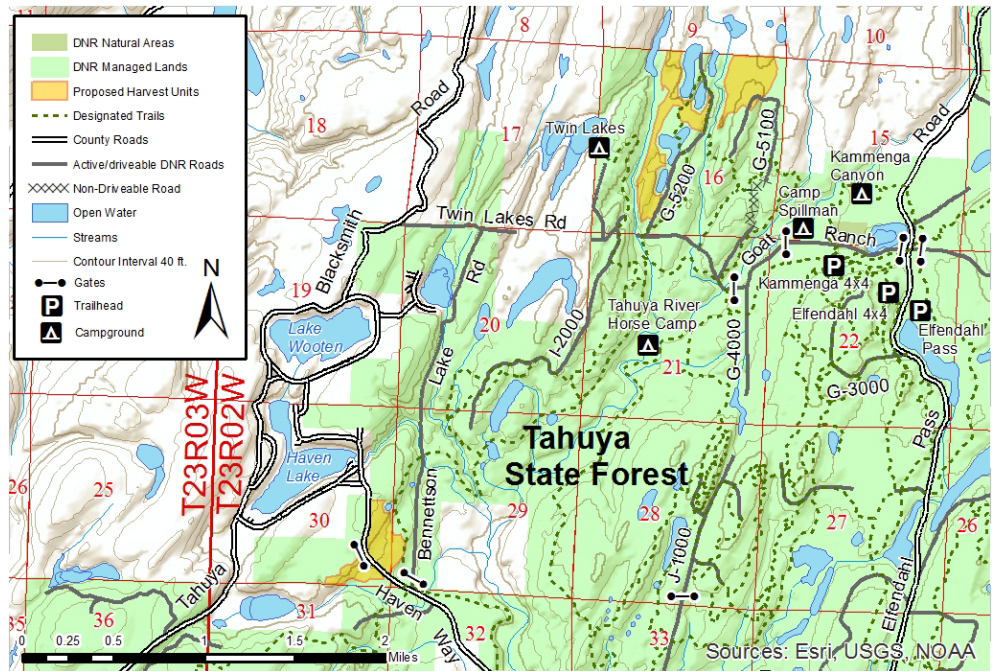 DNR Natural Areas
DNR Managed Lands
Proposed Harvest Units
Designated Trails
County Roads
Active/driveable DNR Roads
Non-Driveable Road
Open Water
Streams
Contour Interval 40 ft.
Gates
P
Trailhead
Campground
N
11
8
9
10
18
17
16
15
Road
Road
Twin Lakes
Kammenga
Canyon
Camp
Spillman
G-5100
G-5200
Twin Lakes Rd
Goat
Ranch
Blacksmith
Rd
19
20
Lake
Wooten
Tahuya River
Horse Camp
Kammenga 4x4
P
Elfendahl 4x4
P
P
Elfendahl
Pass
I-2000
21
22
G-4000
G-3000
Lake
Pass
T23R03W
T23R02W
Tahuya
State Forest
Haven
Lake
26
25
30
29
28
27
26
Bennettson
J-1000
Elfendahl
Tahuya
Haven
Way
35
36
31
32
33
0 0.25 0.5 1 1.5 2
Miles
Sources: Esri, USGS, NOAA